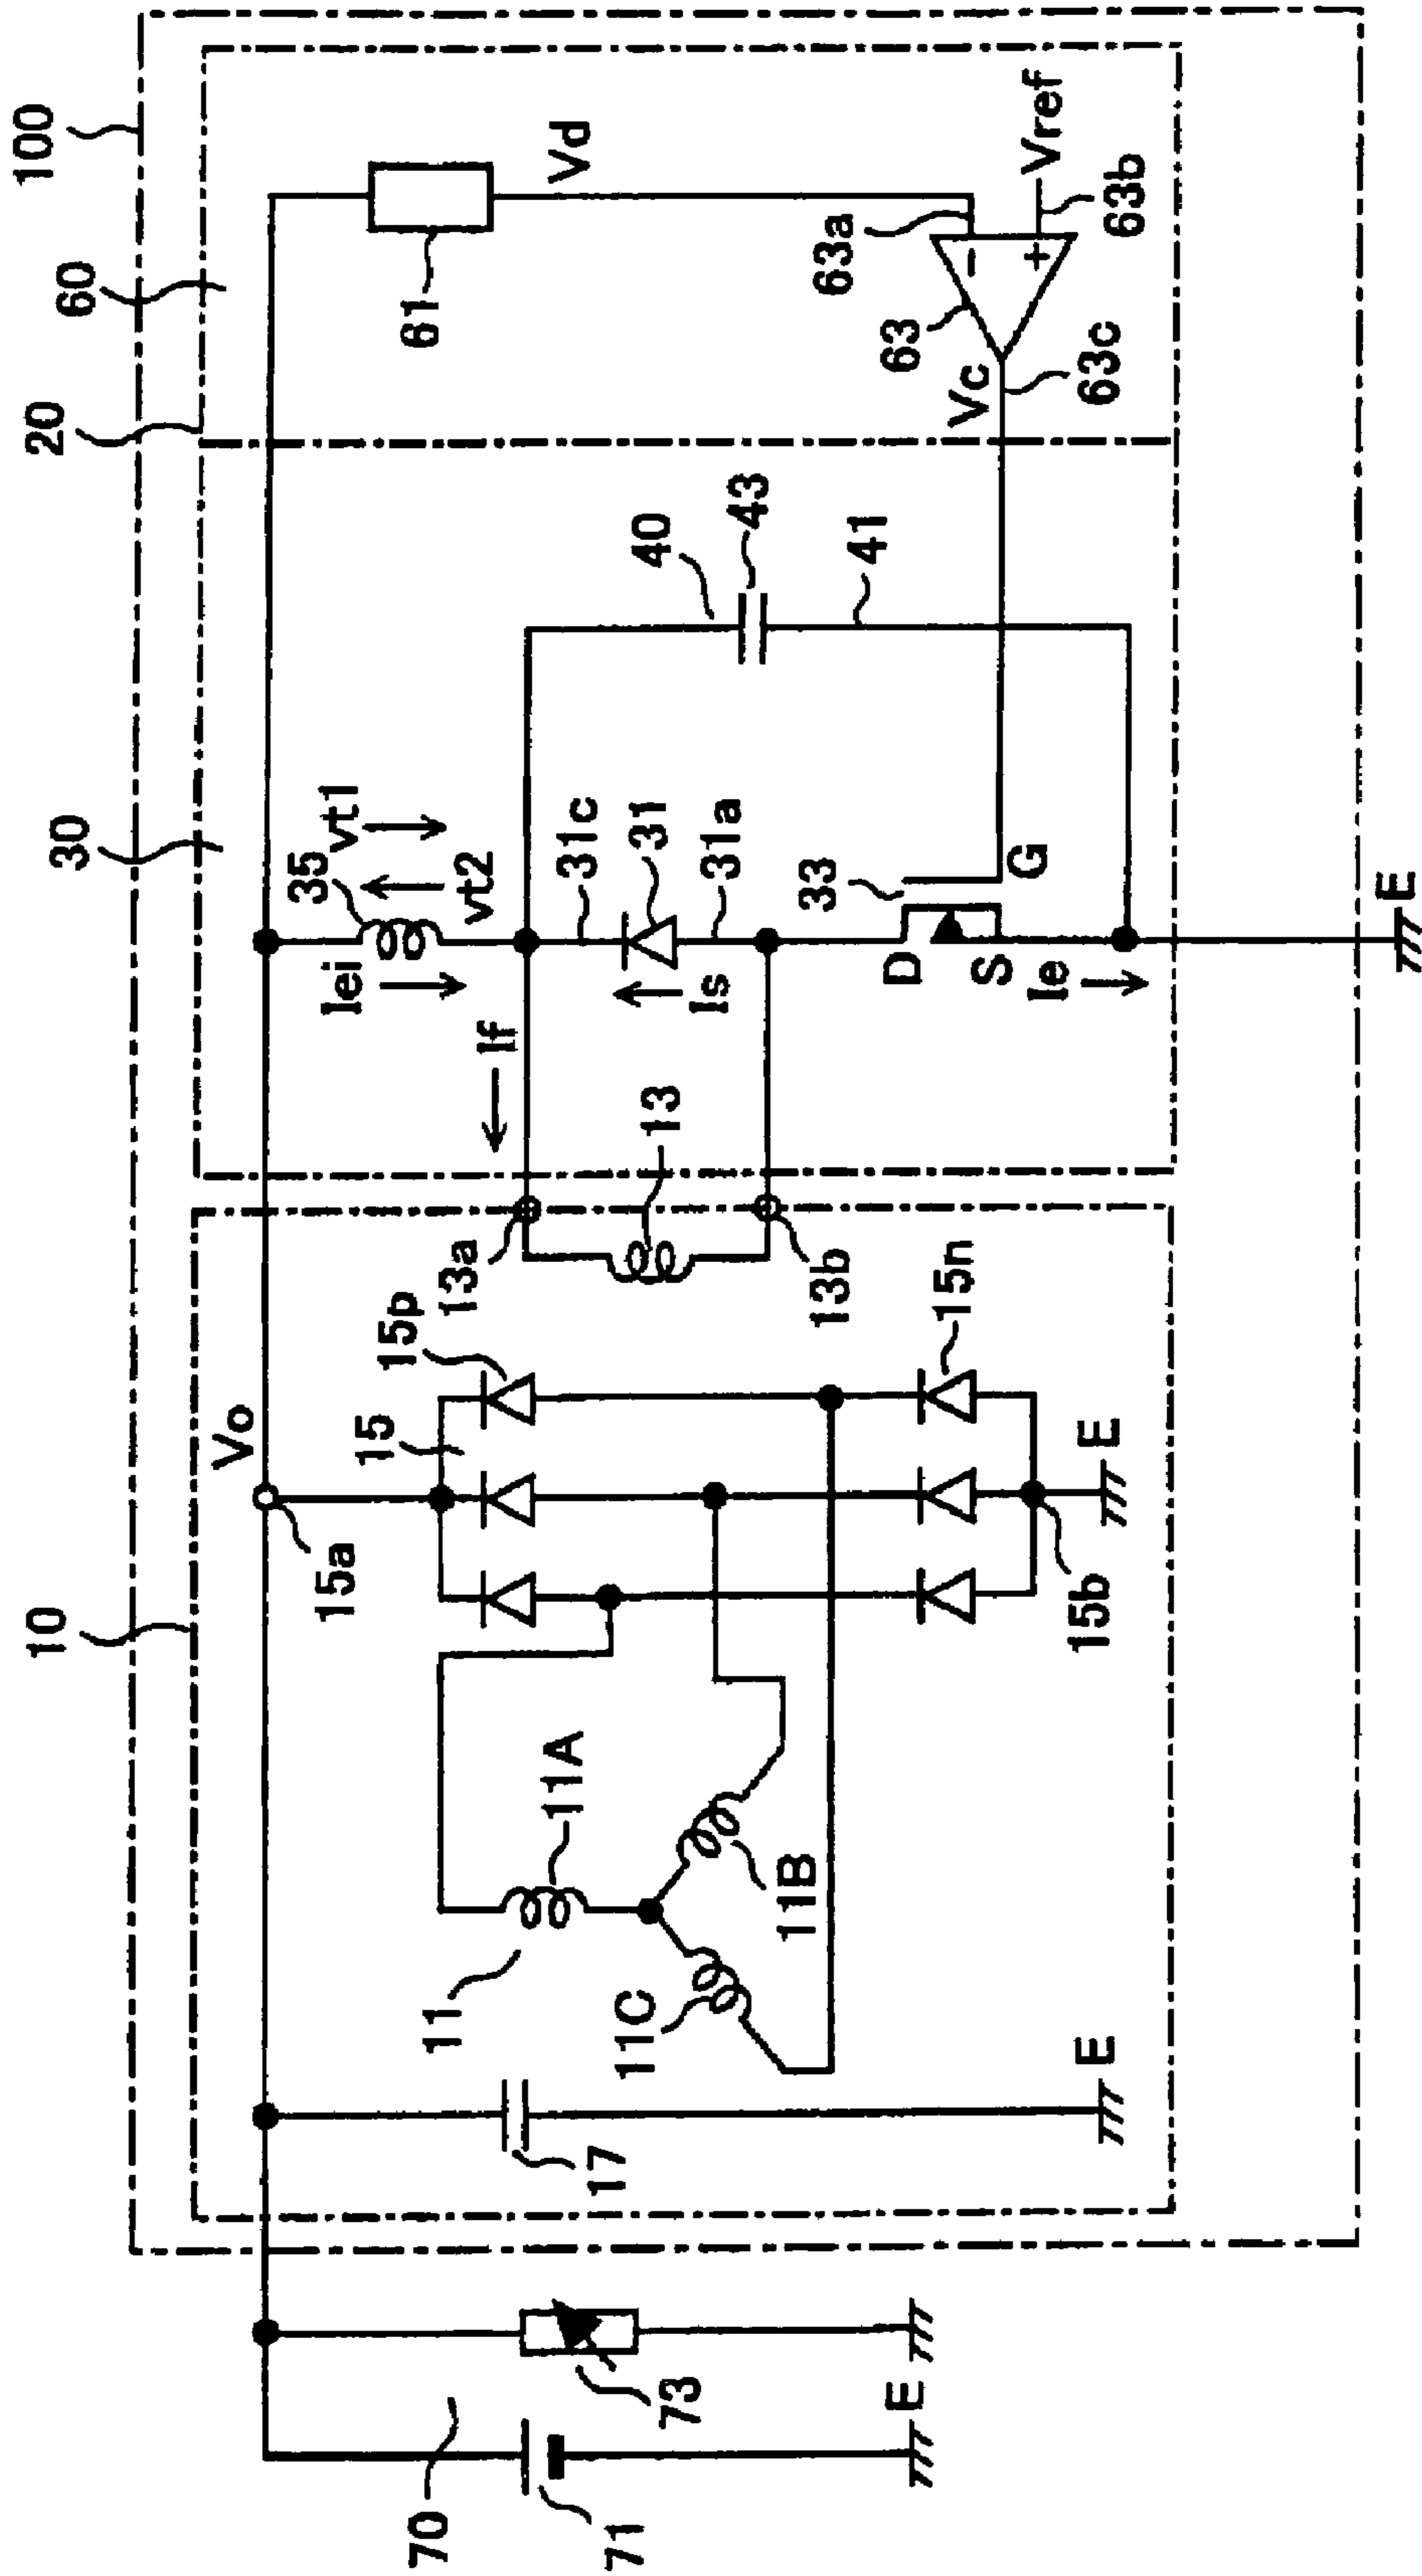 100
60
20
30
10
70
61
Vd
63a
63
Vref
63b
Vc
63c
40
43
41
35
vt1
vt2
Iei
31c
31
31a
Is
If
33
D
S
G
Ie
E
13
13a
13b
Vo
15a
15
15p
15n
15b
E
11
11A
11B
11C
17
E
73
71
E